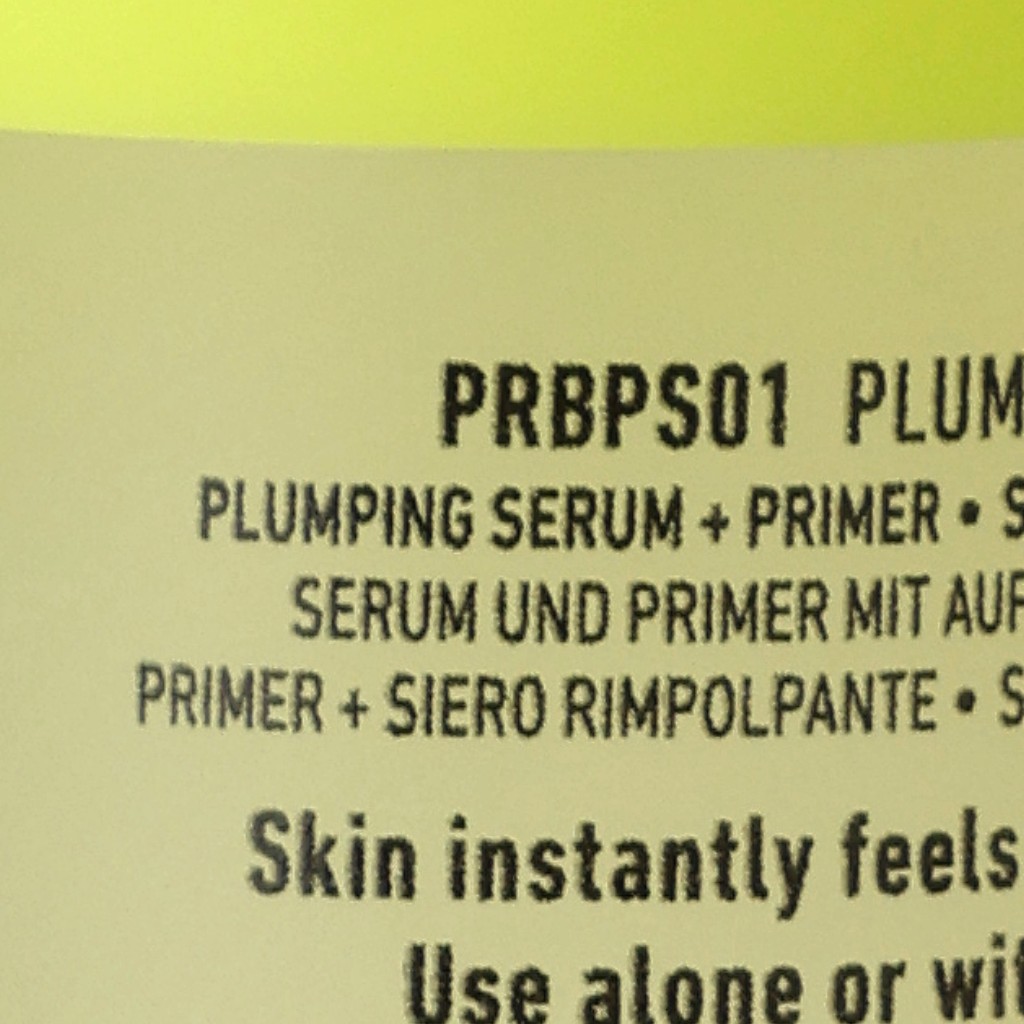 PRBPS01 PLUM
PLUMPING SERUM + PRIMER • S
SERUM UND PRIMER MIT AUF
PRIMER + SIERO RIMPOLPANTE • S
Skin instantly feels
Use alone or wit